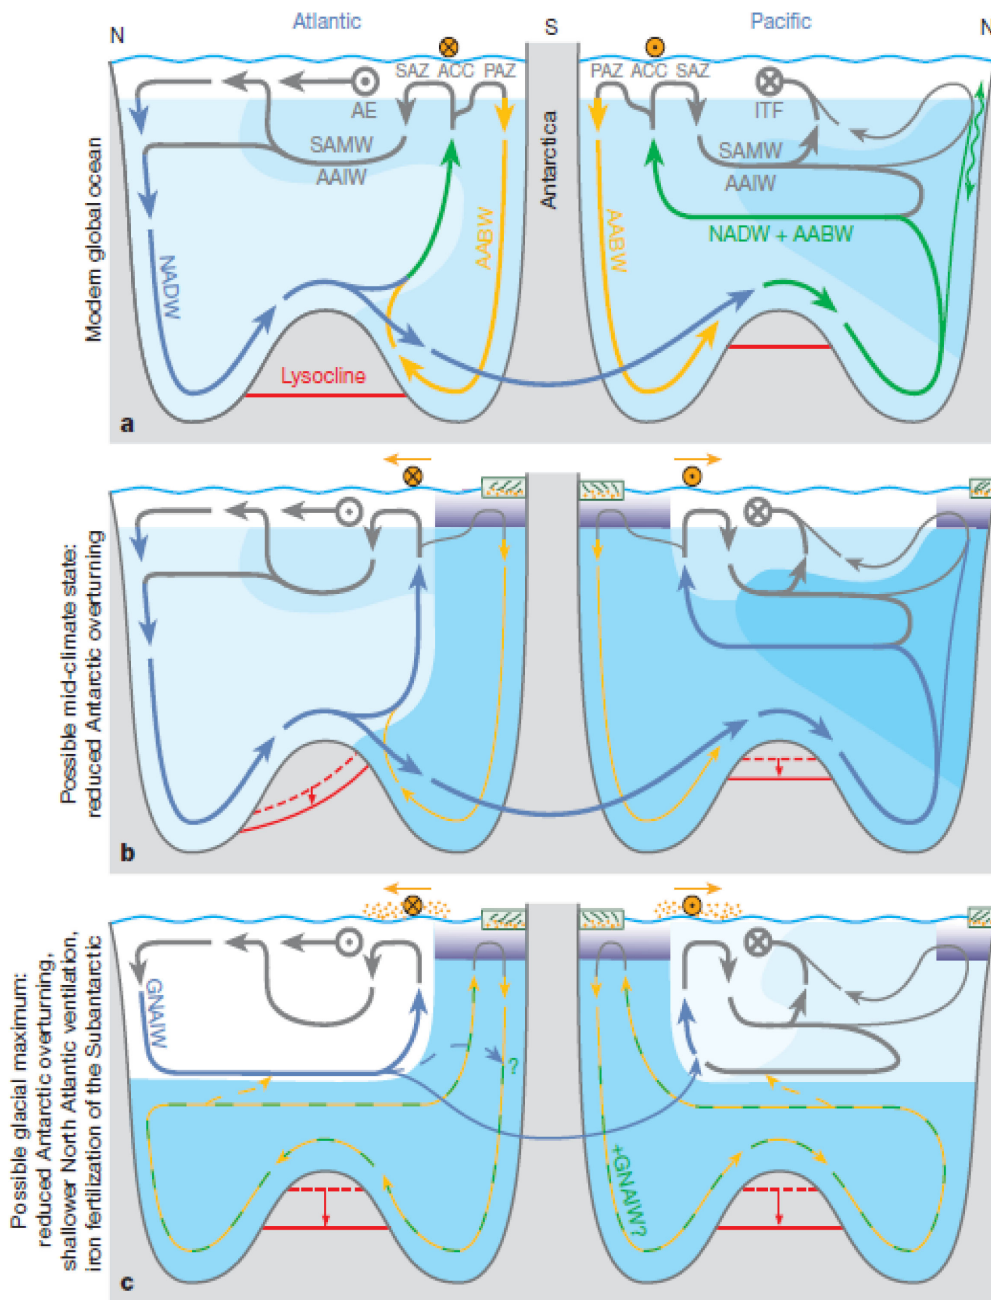 N
Atlantic
S
Pacific
N
SAZ ACC PAZ
PAZ ACC SAZ
AE
ITF
SAMW
AAIW
SAMW
AAIW
AABW
AABW
NADW + AABW
NADW
Antarctica
Lysocline
Modern global ocean
a
Possible mid-climate state:
reduced Antarctic overturning
b
Possible glacial maximum:
reduced Antarctic overturning,
shallower North Atlantic ventilation,
iron fertilization of the Subantarctic
GNAIW
?
+GNAIW?
c